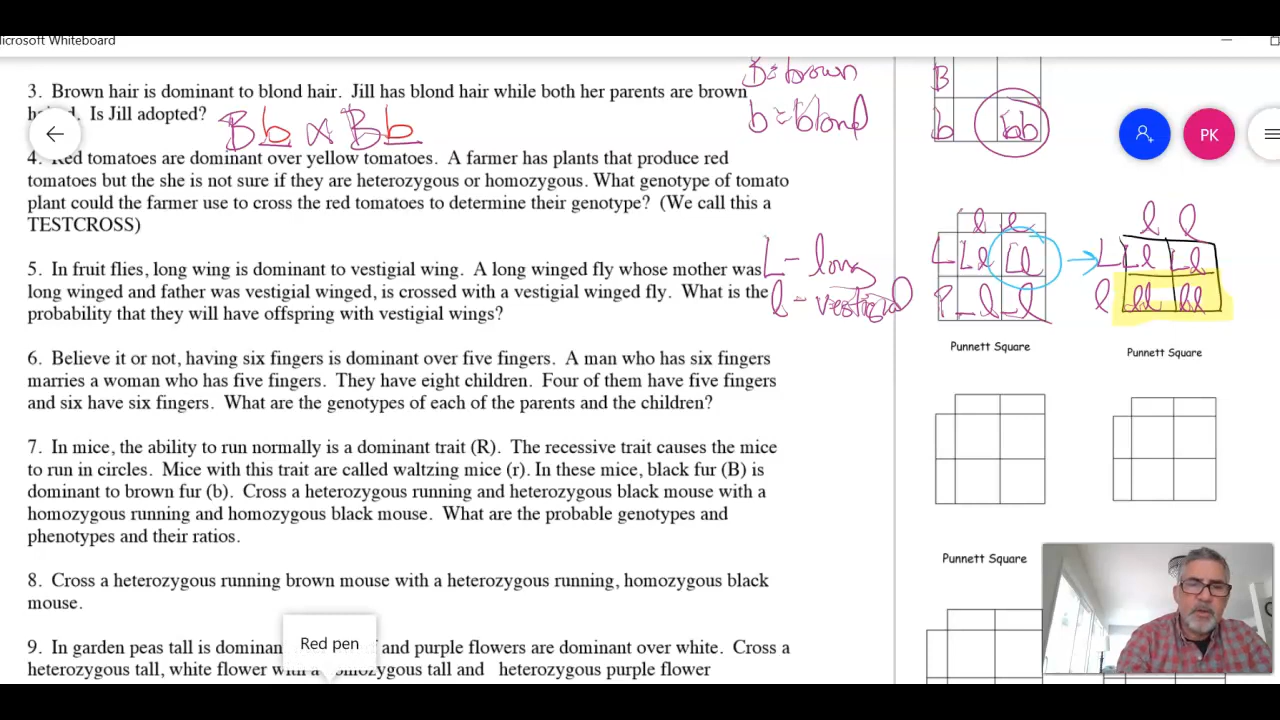 Microsoft Whiteboard
3. Brown hair is dominant to blond hair. Jill has blond hair while both her parents are brown
Is Jill adopted?
Bb x Bb
B=brown
b=blond
B
b bb
PK
4. Red tomatoes are dominant over yellow tomatoes. A farmer has plants that produce red
tomatoes but the she is not sure if they are heterozygous or homozygous. What genotype of tomato
plant could the farmer use to cross the red tomatoes to determine their genotype? (We call this a
TESTCROSS)
5. In fruit flies, long wing is dominant to vestigial wing. A long winged fly whose mother was
long winged and father was vestigial winged, is crossed with a vestigial winged fly. What is the
probability that they will have offspring with vestigial wings?
L - long
l - vestigial
l l
L Ll Ll
? _l _l
l l
L Ll Ll
l ll ll
Punnett Square
Punnett Square
6. Believe it or not, having six fingers is dominant over five fingers. A man who has six fingers
marries a woman who has five fingers. They have eight children. Four of them have five fingers
and six have six fingers. What are the genotypes of each of the parents and the children?
7. In mice, the ability to run normally is a dominant trait (R). The recessive trait causes the mice
to run in circles. Mice with this trait are called waltzing mice (r). In these mice, black fur (B) is
dominant to brown fur (b). Cross a heterozygous running and heterozygous black mouse with a
homozygous running and homozygous black mouse. What are the probable genotypes and
phenotypes and their ratios.
Punnett Square
8. Cross a heterozygous running brown mouse with a heterozygous running, homozygous black
mouse.
Red pen
9. In garden peas tall is dominan and purple flowers are dominant over white. Cross a
heterozygous tall, white flower with a homozygous tall and heterozygous purple flower